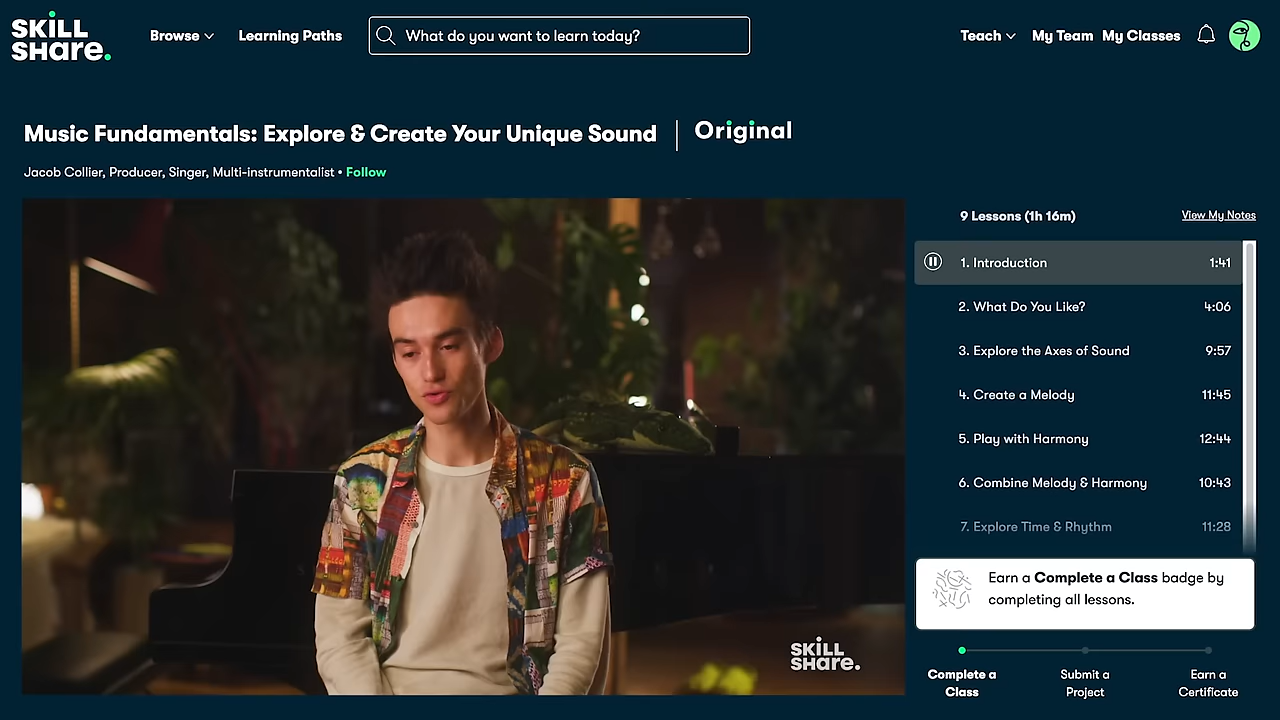 SKiLL
SHare.
Browse
Learning Paths
What do you want to learn today?
Teach
My Team
My Classes
Music Fundamentals: Explore & Create Your Unique Sound
Original
Jacob Collier, Producer, Singer, Multi-instrumentalist • Follow
9 Lessons (1h 16m)
View My Notes
1. Introduction 1:41
2. What Do You Like? 4:06
3. Explore the Axes of Sound 9:57
4. Create a Melody 11:45
5. Play with Harmony 12:44
6. Combine Melody & Harmony 10:43
7. Explore Time & Rhythm 11:28
Earn a Complete a Class badge by
completing all lessons.
SKiLL
SHare.
Complete a
Class
Submit a
Project
Earn a
Certificate